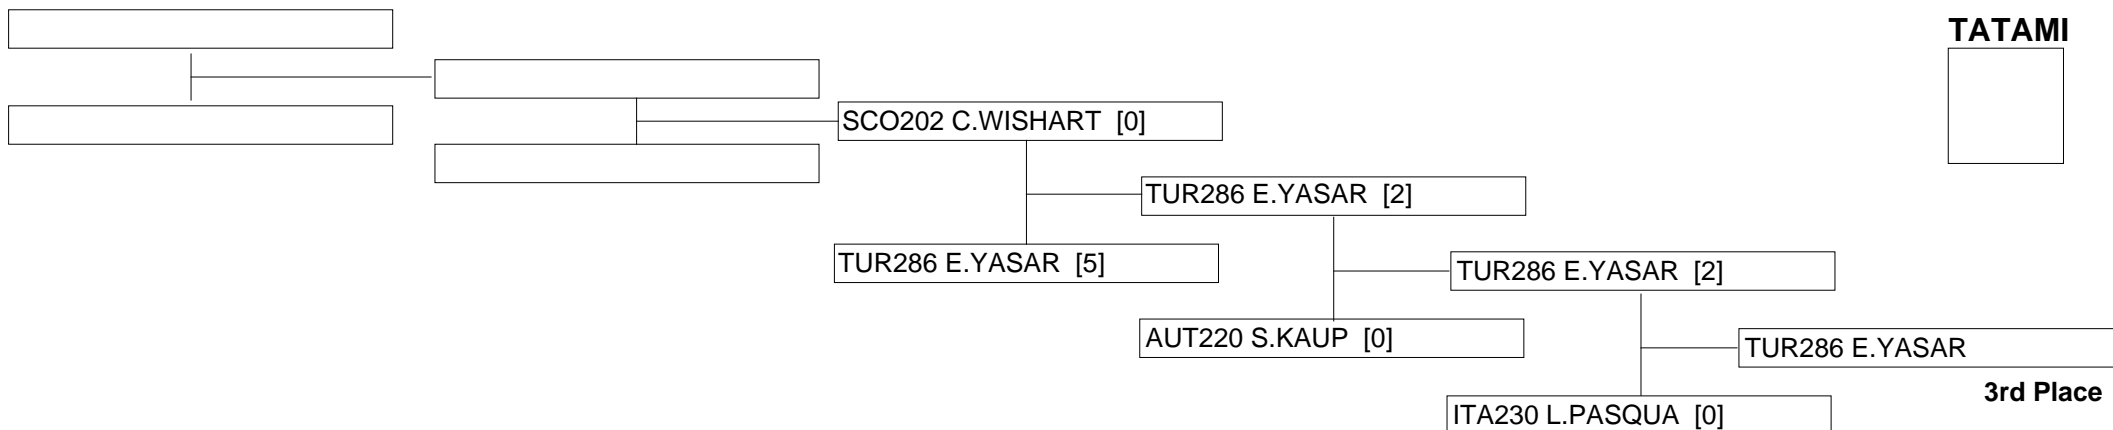 TATAMI
SCO202 C.WISHART [0]
TUR286 E.YASAR [2]
TUR286 E.YASAR [5]
TUR286 E.YASAR [2]
AUT220 S.KAUP [0]
TUR286 E.YASAR
3rd Place
ITA230 L.PASQUA [0]